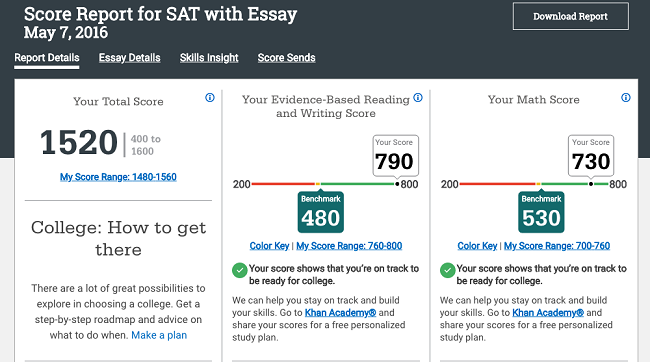 Score Report for SAT with Essay
May 7, 2016
Download Report
Report Details
Essay Details
Skills Insight
Score Sends
Your Total Score
1520
400 to
1600
My Score Range: 1480-1560
College: How to get
there
There are a lot of great possibilities to
explore in choosing a college. Get a
step-by-step roadmap and advice on
what to do when. Make a plan
Your Evidence-Based Reading
and Writing Score
Your Score
790
200
800
Benchmark
480
Color Key | My Score Range: 760-800
Your score shows that you're on track to
be ready for college.
We can help you stay on track and build
your skills. Go to Khan Academy® and
share your scores for a free personalized
study plan.
Your Math Score
Your Score
730
200
800
Benchmark
530
Color Key | My Score Range: 700-760
Your score shows that you're on track to
be ready for college.
We can help you stay on track and build
your skills. Go to Khan Academy® and
share your scores for a free personalized
study plan.